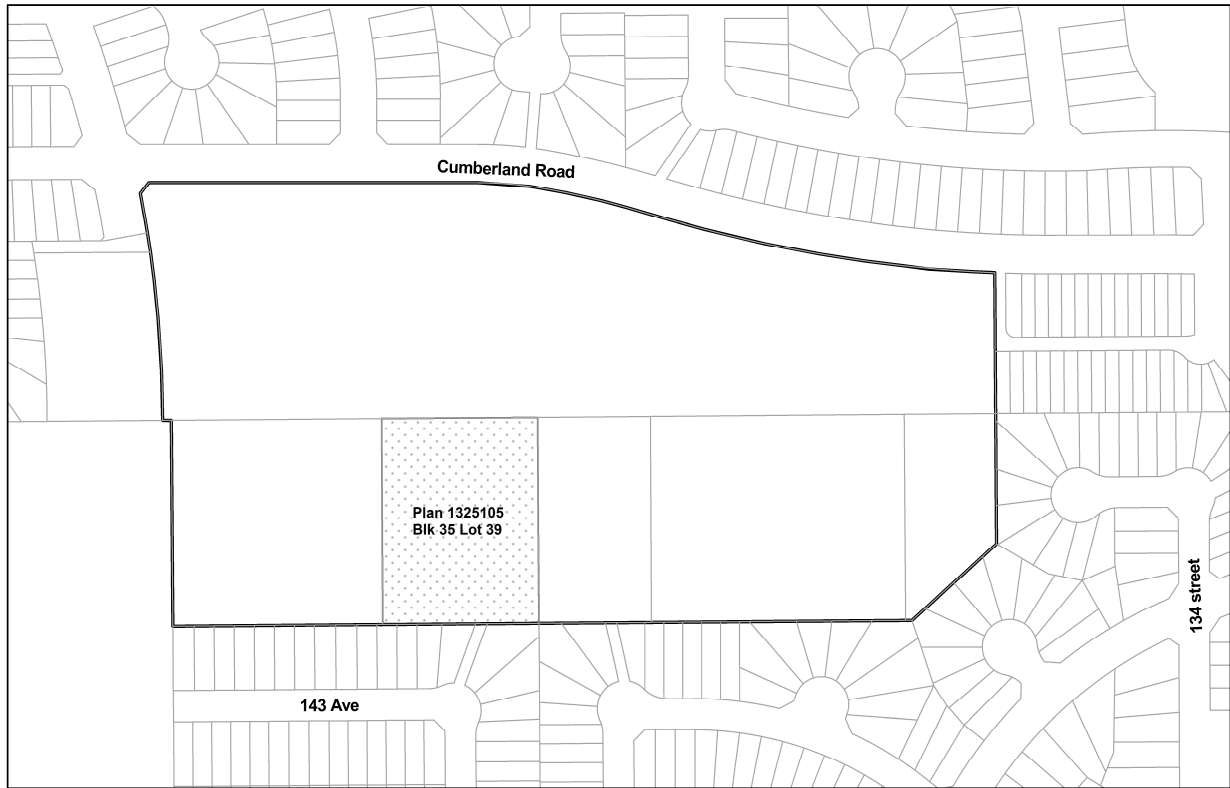 Cumberland Road
Plan 1325105
Blk 35 Lot 39
134 street
143 Ave